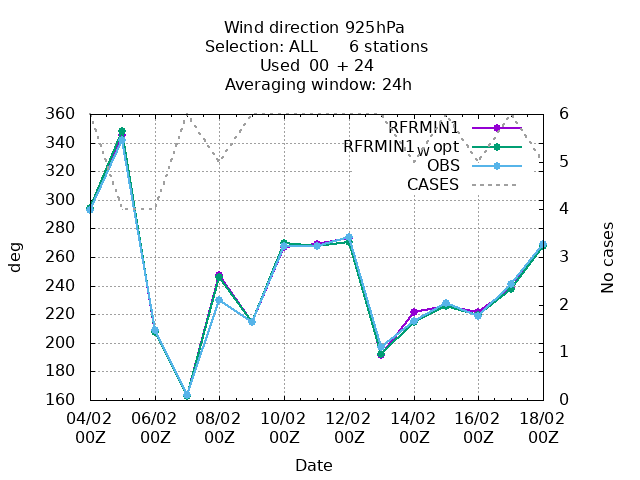 Wind direction 925hPa
Selection: ALL 6 stations
Used 00 + 24
Averaging window: 24h
360
340
320
300
280
260
240
220
200
180
160
deg
6
5
4
3
2
1
0
No cases
RFRMIN1
RFRMIN1_W opt
OBS
CASES
04/02 06/02 08/02 10/02 12/02 14/02 16/02 18/02
00Z 00Z 00Z 00Z 00Z 00Z 00Z 00Z
Date